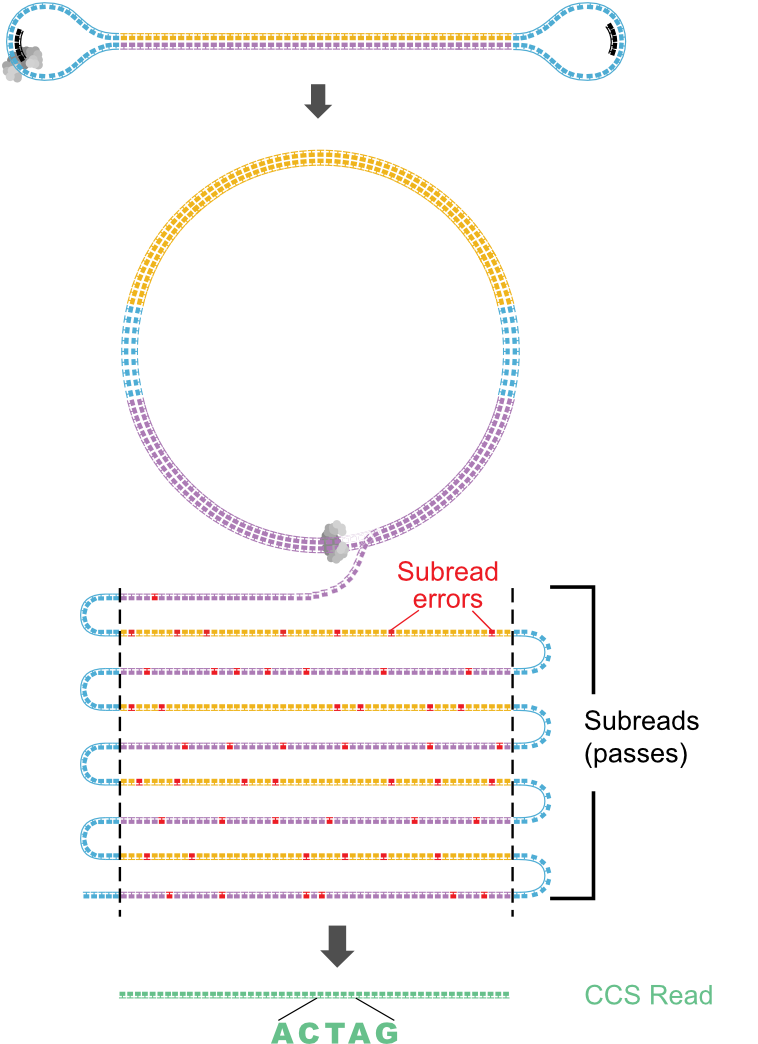 Subread
errors
Subreads
(passes)
CCS Read
ACTAG